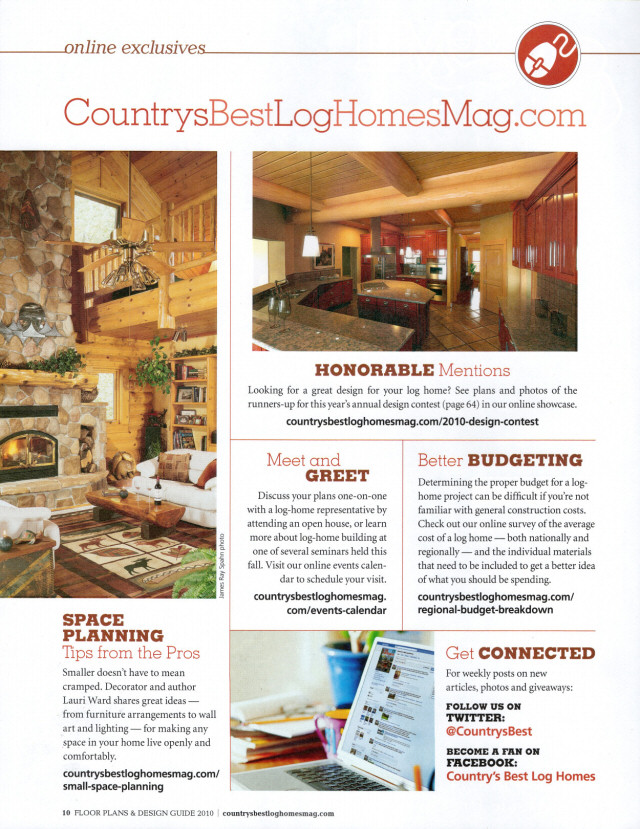 online exclusives
CountrysBestLogHomesMag.com
James Ray Spahn photo
SPACE
PLANNING
Tips from the Pros
Smaller doesn't have to mean
cramped. Decorator and author
Lauri Ward shares great ideas —
from furniture arrangements to wall
art and lighting — for making any
space in your home live openly and
comfortably.
countrysbestloghomesmag.com/
small-space-planning
HONORABLE Mentions
Looking for a great design for your log home? See plans and photos of the
runners-up for this year's annual design contest (page 64) in our online showcase.
countrysbestloghomesmag.com/2010-design-contest
Meet and
GREET
Discuss your plans one-on-one
with a log-home representative by
attending an open house, or learn
more about log-home building at
one of several seminars held this
fall. Visit our online events calen-
dar to schedule your visit.
countrysbestloghomesmag.
com/events-calendar
Better BUDGETING
Determining the proper budget for a log-
home project can be difficult if you're not
familiar with general construction costs.
Check out our online survey of the average
cost of a log home — both nationally and
regionally — and the individual materials
that need to be included to get a better idea
of what you should be spending.
countrysbestloghomesmag.com/
regional-budget-breakdown
Get CONNECTED
For weekly posts on new
articles, photos and giveaways:
FOLLOW US ON
TWITTER:
@CountrysBest
BECOME A FAN ON
FACEBOOK:
Country's Best Log Homes
10 FLOOR PLANS & DESIGN GUIDE 2010 | countrysbestloghomesmag.com